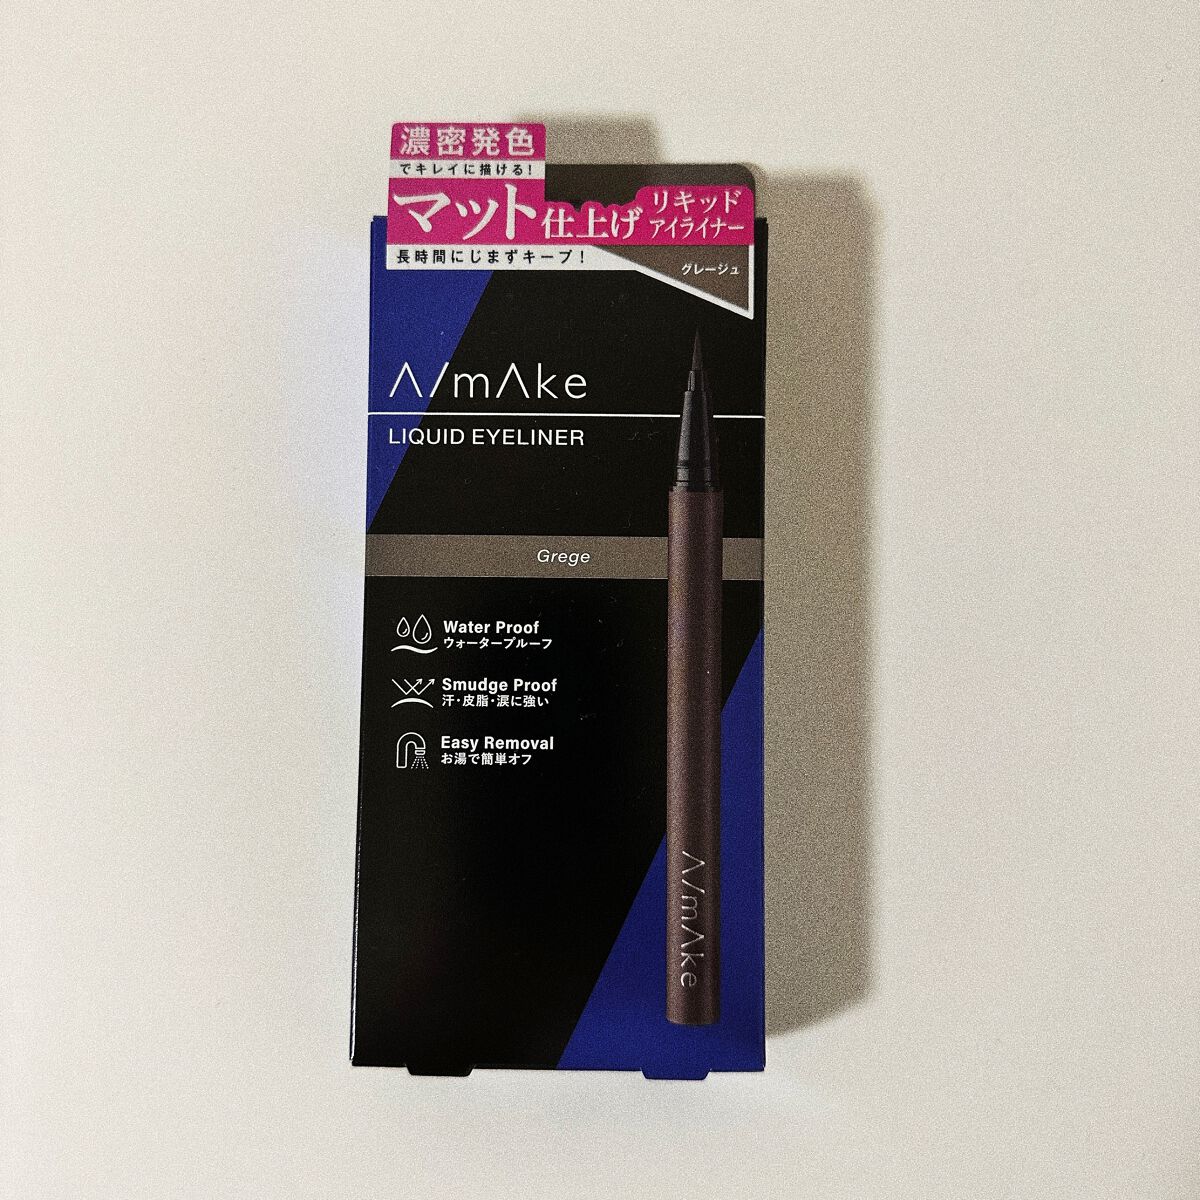 濃密発色
でキレイに描ける!
マット仕上げ
リキッド
アイライナー
長時間にじまずキープ!
グレージュ
A/mAke
LIQUID EYELINER
Grege
Water Proof
ウォータープルーフ
Smudge Proof
汗・皮脂・涙に強い
Easy Removal
お湯で簡単オフ
A/mAke